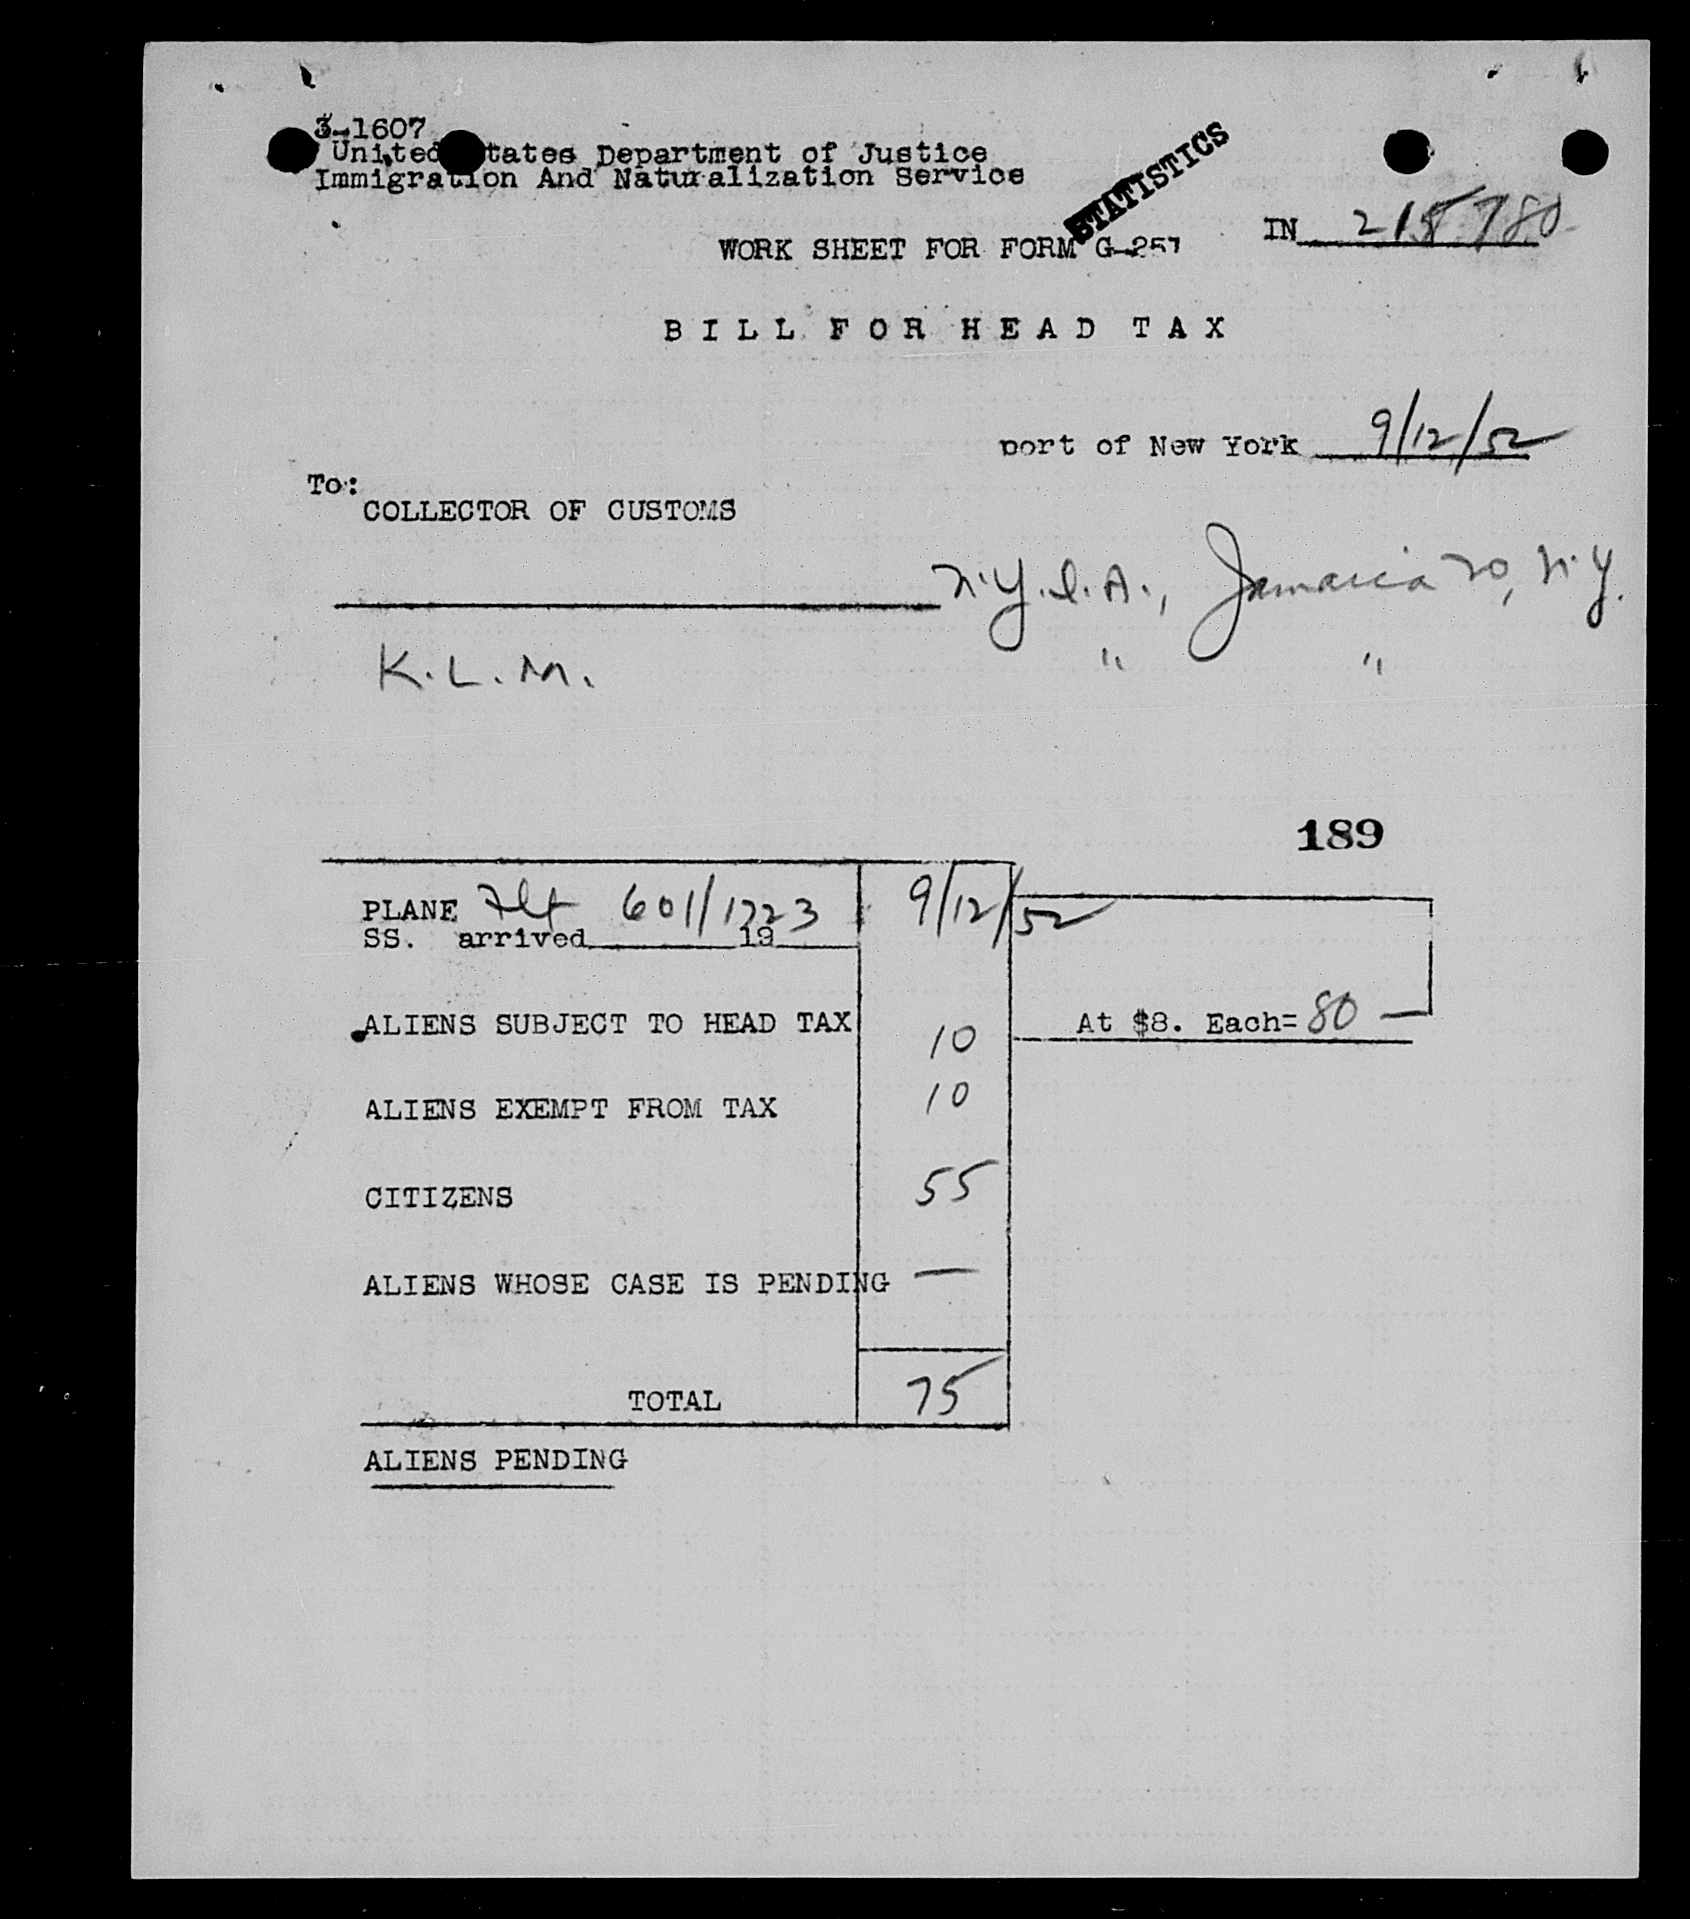 3-1607
United States Department of Justice
Immigration And Naturalization Service
STATISTICS
IN 215780
WORK SHEET FOR FORM G-257
BILL FOR HEAD TAX
port of New York 9/12/52
To:
COLLECTOR OF CUSTOMS
N.Y.I.A., Jamaica 20, N.Y.
K.L.M. " "
189
PLANE Flt 601/1723 9/12/52
SS. arrived 19
ALIENS SUBJECT TO HEAD TAX 10 At $8. Each= 80 —
ALIENS EXEMPT FROM TAX 10
CITIZENS 55
ALIENS WHOSE CASE IS PENDING —
TOTAL 75
ALIENS PENDING